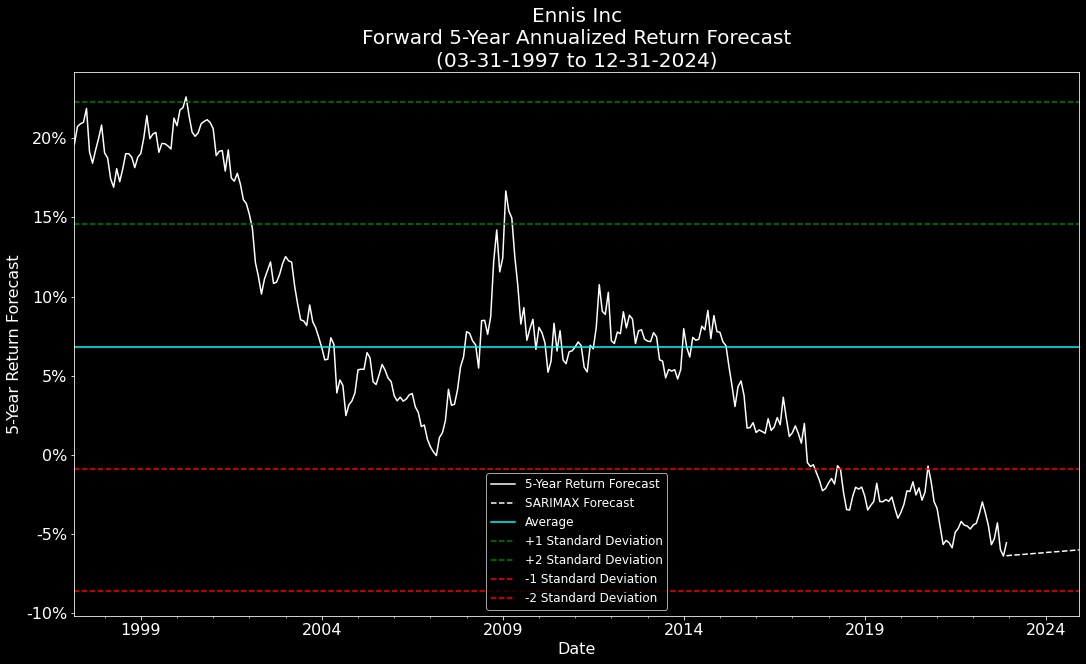 Ennis Inc
Forward 5-Year Annualized Return Forecast
(03-31-1997 to 12-31-2024)
5-Year Return Forecast
20%
15%
10%
5%
0%
-5%
-10%
5-Year Return Forecast
SARIMAX Forecast
Average
+1 Standard Deviation
+2 Standard Deviation
-1 Standard Deviation
-2 Standard Deviation
1999 2004 2009 2014 2019 2024
Date